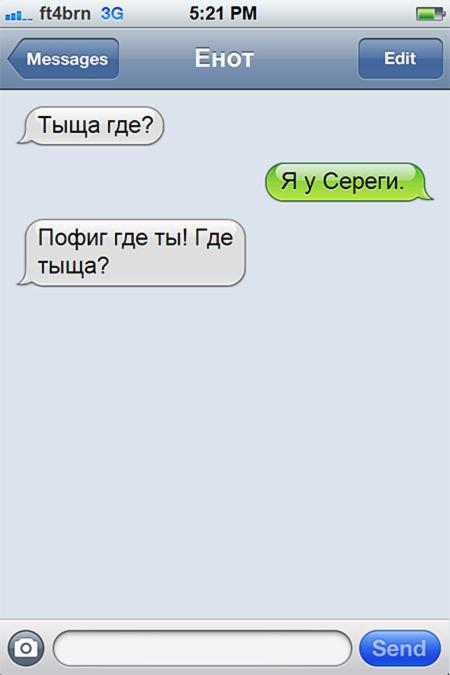 ft4brn 3G 5:21 PM
Messages Енот Edit
Тыща где?
Я у Сереги.
Пофиг где ты! Где
тыща?
Send